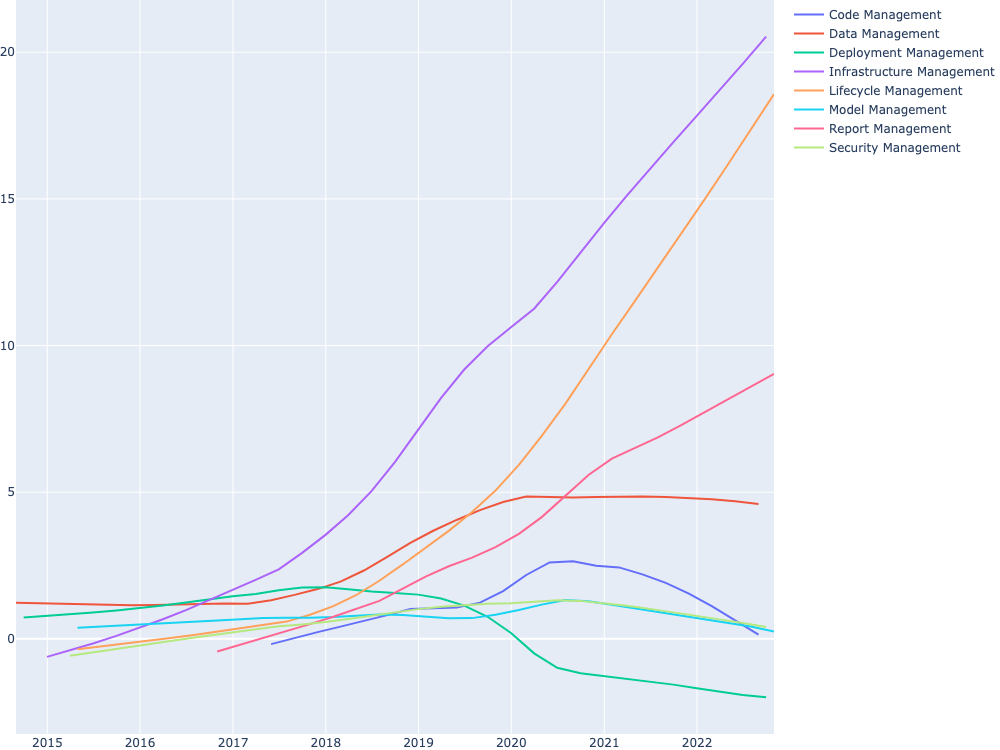 20
15
10
5
0
2015 2016 2017 2018 2019 2020 2021 2022
Code Management
Data Management
Deployment Management
Infrastructure Management
Lifecycle Management
Model Management
Report Management
Security Management